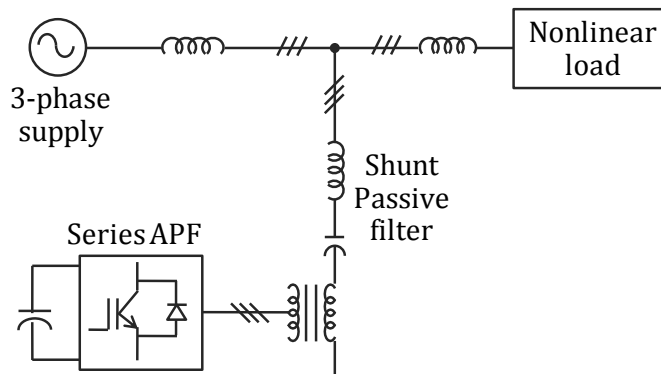 Nonlinear
load
3-phase
supply
Shunt
Passive
filter
Series APF